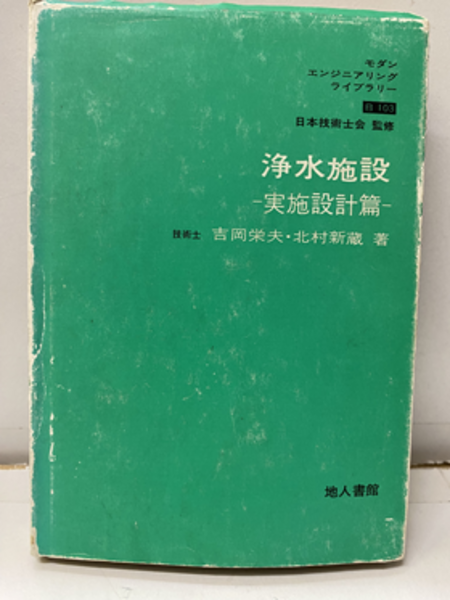 モダン
エンジニアリング
ライブラリー
日本技術士会 監修
浄水施設
-実施設計篇-
技術士 吉岡栄夫・北村新蔵 著
地人書館